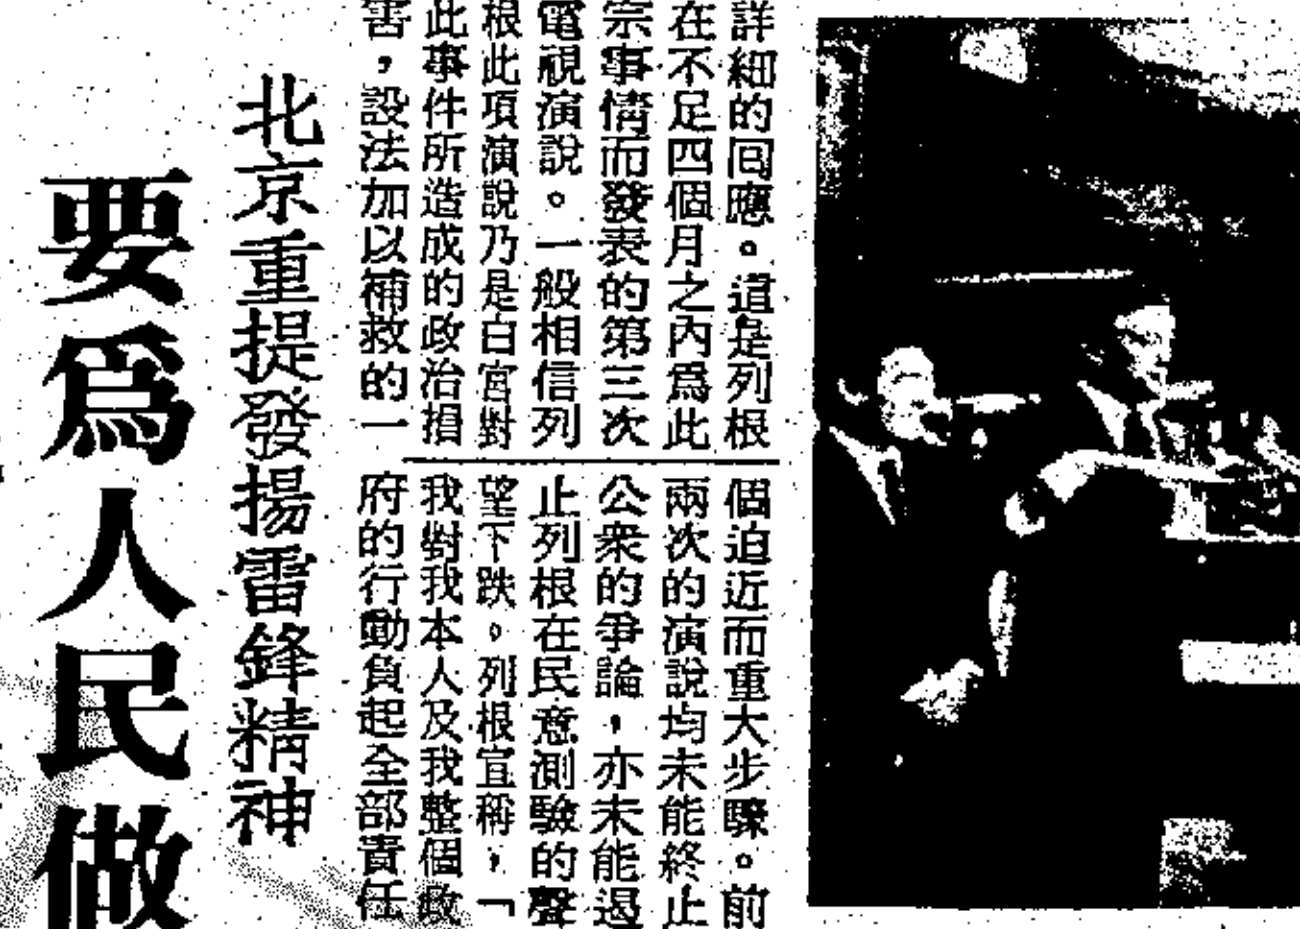 詳細的回應。這是列根
在不足四個月之內爲此
宗事情而發表的第三次
電視演說。一般相信列
根此項演說乃是白宮對
此事件所造成的政治損
害，設法加以補救的一
個迫近而重大步驟。前
兩次的演說均未能終止
公衆的爭論，亦未能遏
止列根在民意測驗的聲
望下跌。列根宣稱，「
我對我本人及我整個政
府的行動負起全部責任
北京重提發揚雷鋒精神
要爲人民做